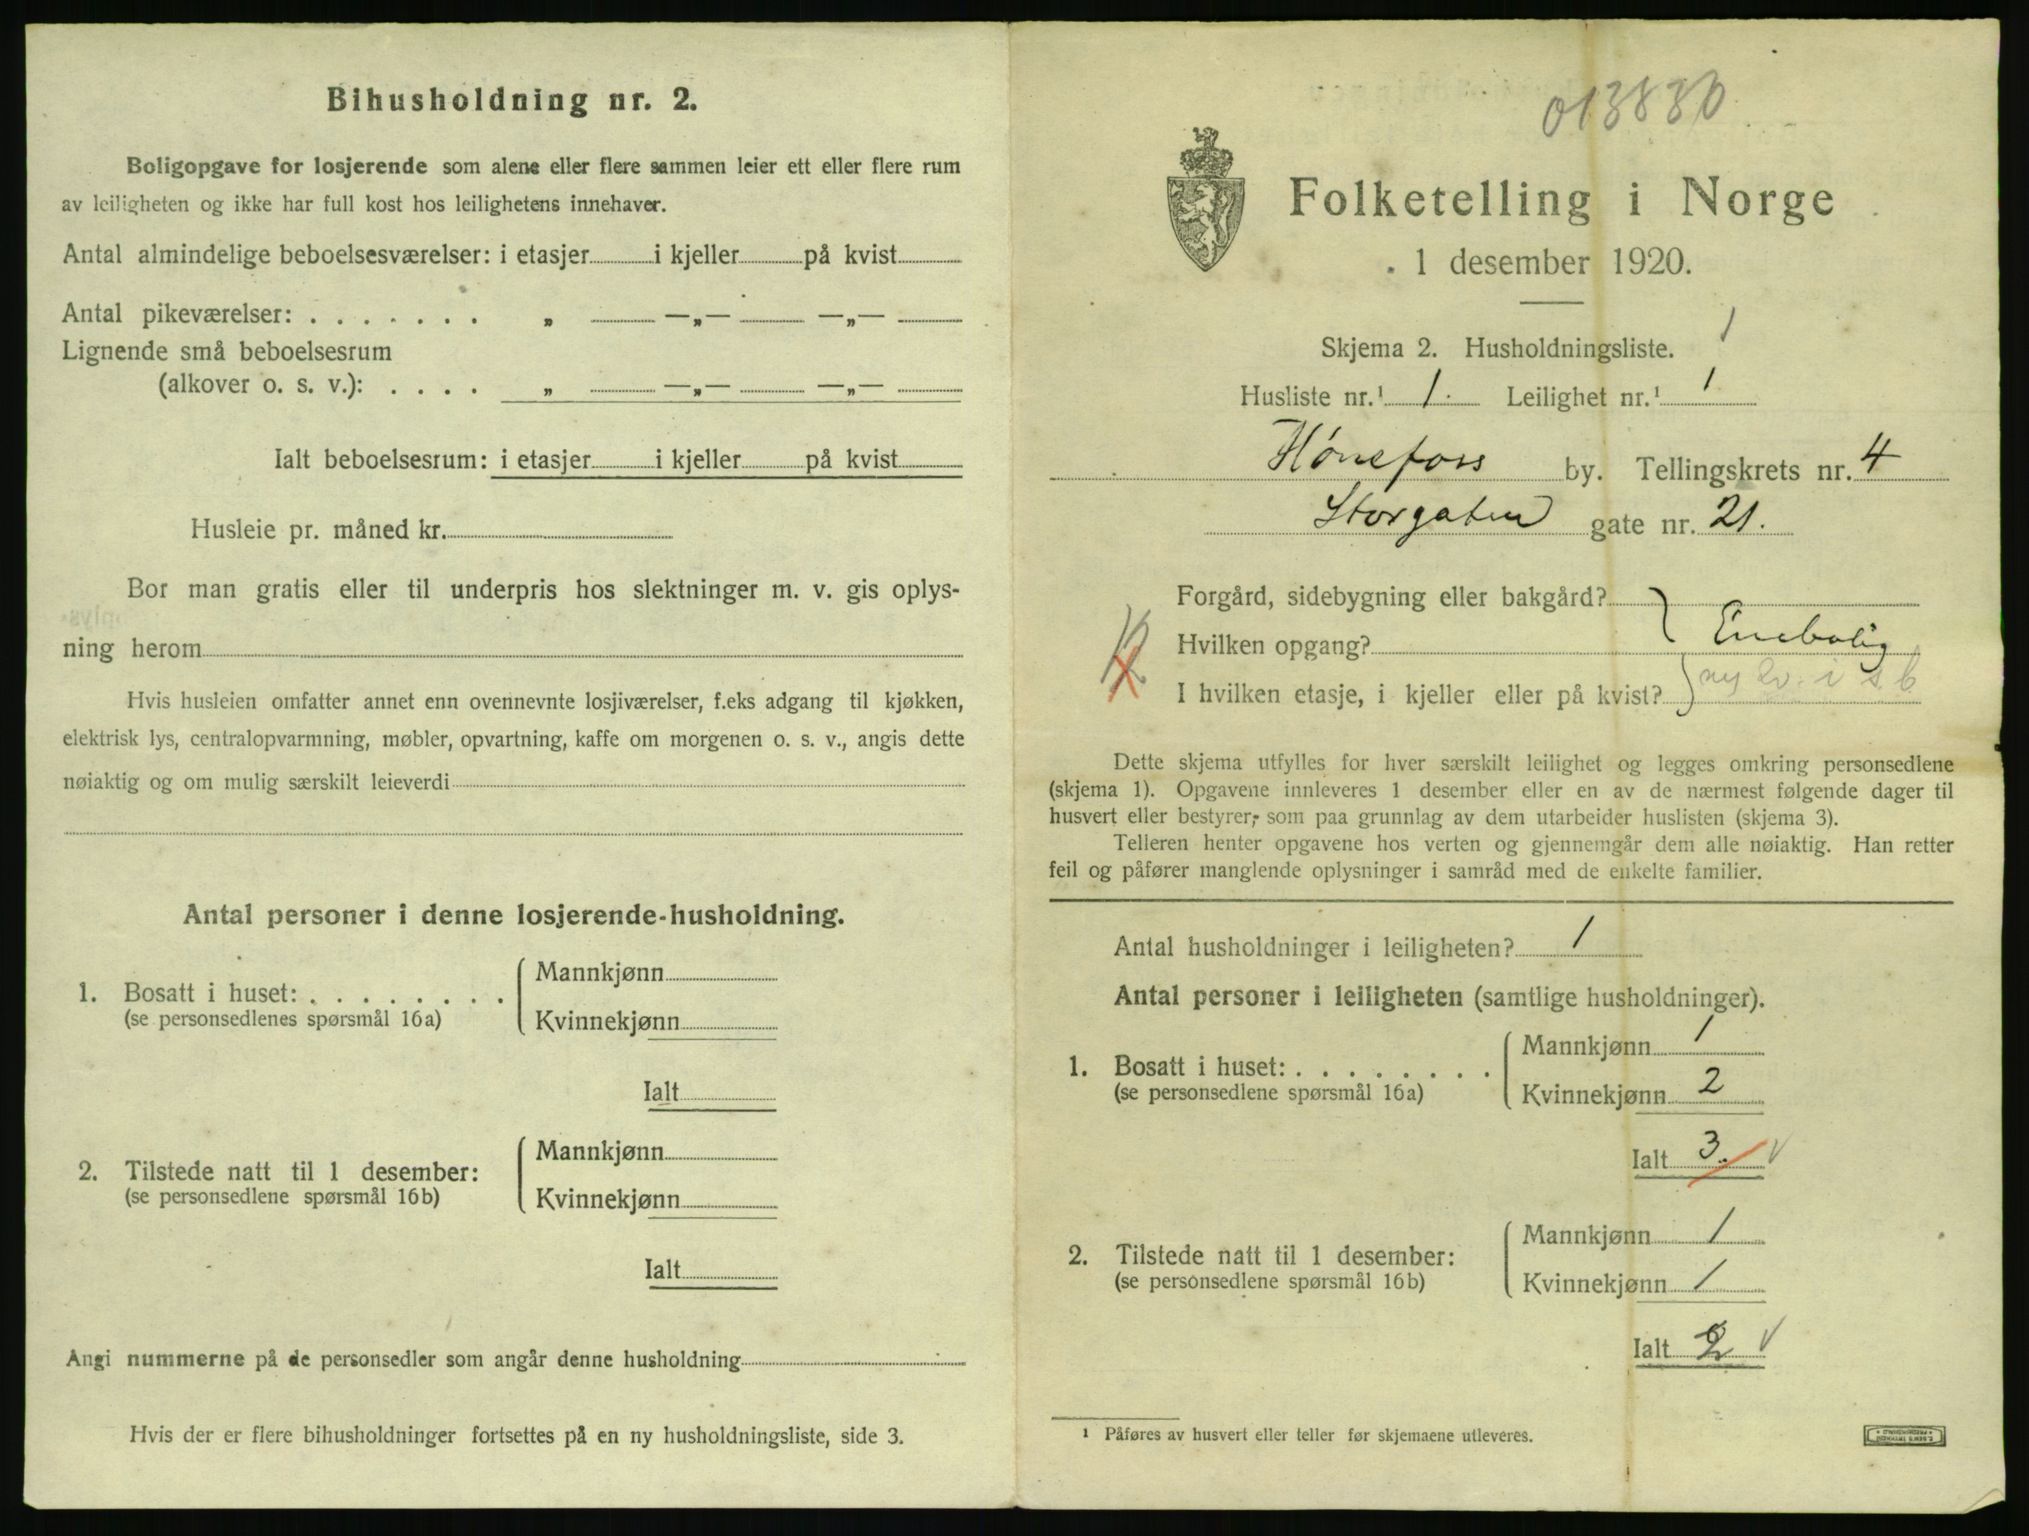 Bihusholdning nr. 2.
Boligopgave for losjerende som alene eller flere sammen leier ett eller flere rum
av leiligheten og ikke har full kost hos leilighetens innehaver.
Antal almindelige beboelsesværelser: i etasjer i kjeller på kvist
Antal pikeværelser: . . . . . . . „ —„— —„—
Lignende små beboelsesrum
(alkover o. s. v.): . . . . „ —„— —„—
Ialt beboelsesrum: i etasjer i kjeller på kvist
Husleie pr. måned kr.
Bor man gratis eller til underpris hos slektninger m. v. gis oplys-
ning herom
Hvis husleien omfatter annet enn ovennevnte losjiværelser, f.eks adgang til kjøkken,
elektrisk lys, centralopvarmning, møbler, opvartning, kaffe om morgenen o. s. v., angis dette
nøiaktig og om mulig særskilt leieverdi
Antal personer i denne losjerende-husholdning.
1. Bosatt i huset: . . . . . . . . Mannkjønn
(se personsedlenes spørsmål 16a) Kvinnekjønn
Ialt
2. Tilstede natt til 1 desember: Mannkjønn
(se personsedlene spørsmål 16b) Kvinnekjønn
Ialt
Angi nummerne på de personsedler som angår denne husholdning
Hvis der er flere bihusholdninger fortsettes på en ny husholdningsliste, side 3.
013830
Folketelling i Norge
1 desember 1920.
1
Skjema 2. Husholdningsliste.
Husliste nr.¹ 1. Leilighet nr.¹ 1
Hønefoss by. Tellingskrets nr. 4
Storgaten gate nr. 21.
Forgård, sidebygning eller bakgård?
Hvilken opgang? Enebolig
I hvilken etasje, i kjeller eller på kvist?
Dette skjema utfylles for hver særskilt leilighet og legges omkring personsedlene
(skjema 1). Opgavene innleveres 1 desember eller en av de nærmest følgende dager til
husvert eller bestyrer, som paa grunnlag av dem utarbeider huslisten (skjema 3).
Telleren henter opgavene hos verten og gjennemgår dem alle nøiaktig. Han retter
feil og påfører manglende oplysninger i samråd med de enkelte familier.
Antal husholdninger i leiligheten? 1
Antal personer i leiligheten (samtlige husholdninger).
1. Bosatt i huset: . . . . . . . . Mannkjønn 1
(se personsedlene spørsmål 16a) Kvinnekjønn 2
Ialt 3.
2. Tilstede natt til 1 desember: Mannkjønn 1
(se personsedlene spørsmål 16b) Kvinnekjønn 1
Ialt 2
¹ Påføres av husvert eller teller før skjemaene utleveres.